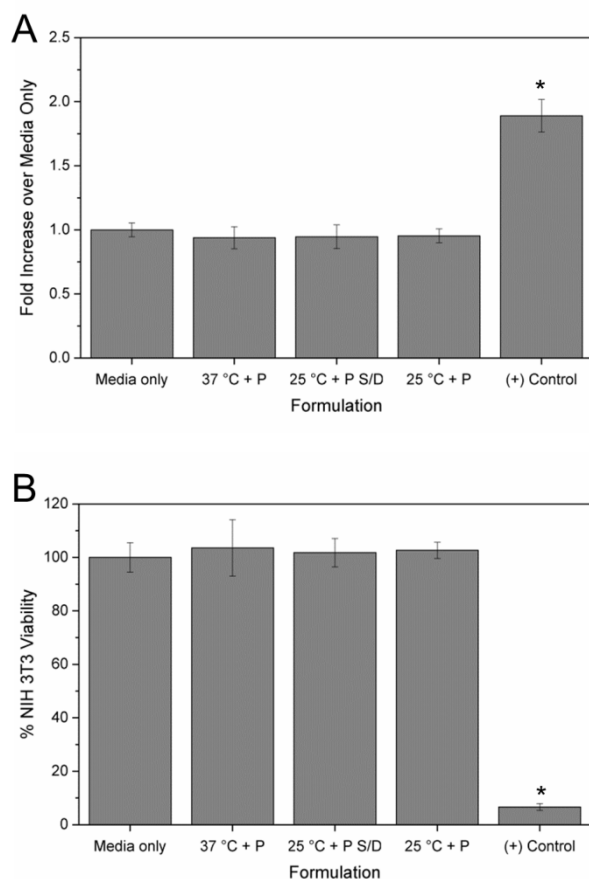 A
Fold Increase over Media Only
2.5
2.0
1.5
1.0
0.5
0.0
*
Media only 37 °C + P 25 °C + P S/D 25 °C + P (+) Control
Formulation
B
% NIH 3T3 Viability
120
100
80
60
40
20
0
*
Media only 37 °C + P 25 °C + P S/D 25 °C + P (+) Control
Formulation